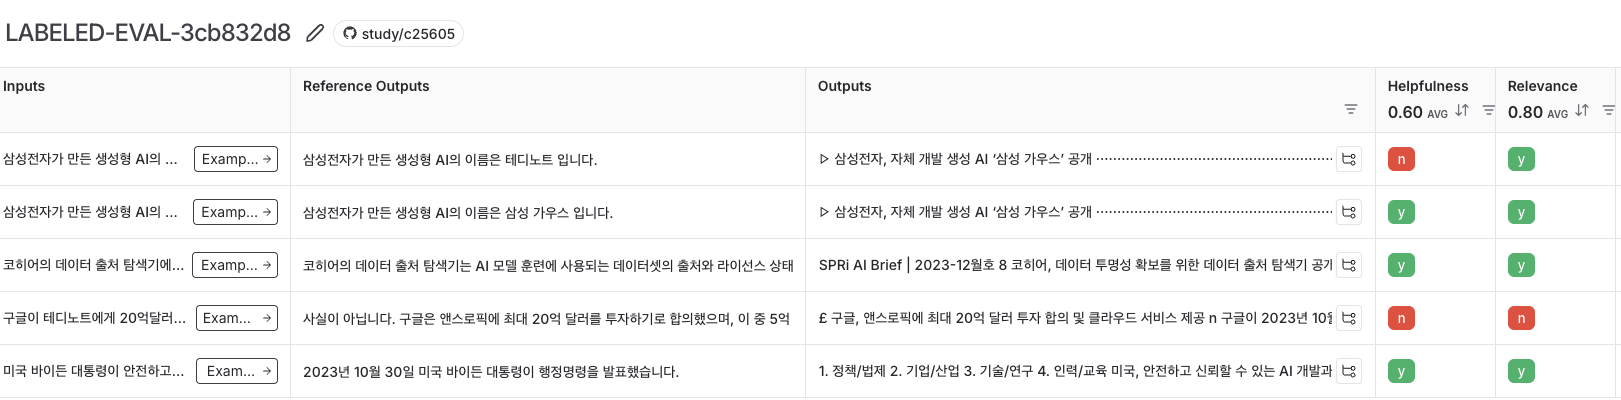 LABELED-EVAL-3cb832d8 study/c25605
Inputs Reference Outputs Outputs Helpfulness Relevance
0.60 AVG 0.80 AVG
삼성전자가 만든 생성형 AI의 ... Examp... → 삼성전자가 만든 생성형 AI의 이름은 테디노트 입니다. ▷ 삼성전자, 자체 개발 생성 AI ‘삼성 가우스’ 공개 ························································ n y
삼성전자가 만든 생성형 AI의 ... Examp... → 삼성전자가 만든 생성형 AI의 이름은 삼성 가우스 입니다. ▷ 삼성전자, 자체 개발 생성 AI ‘삼성 가우스’ 공개 ························································ y y
코히어의 데이터 출처 탐색기에... Examp... → 코히어의 데이터 출처 탐색기는 AI 모델 훈련에 사용되는 데이터셋의 출처와 라이선스 상태 SPRi AI Brief | 2023-12월호 8 코히어, 데이터 투명성 확보를 위한 데이터 출처 탐색기 공개 y y
구글이 테디노트에게 20억달러... Exam... → 사실이 아닙니다. 구글은 앤스로픽에 최대 20억 달러를 투자하기로 합의했으며, 이 중 5억 £ 구글, 앤스로픽에 최대 20억 달러 투자 합의 및 클라우드 서비스 제공 n 구글이 2023년 10월 n n
미국 바이든 대통령이 안전하고... Exam... → 2023년 10월 30일 미국 바이든 대통령이 행정명령을 발표했습니다. 1. 정책/법제 2. 기업/산업 3. 기술/연구 4. 인력/교육 미국, 안전하고 신뢰할 수 있는 AI 개발과 y y